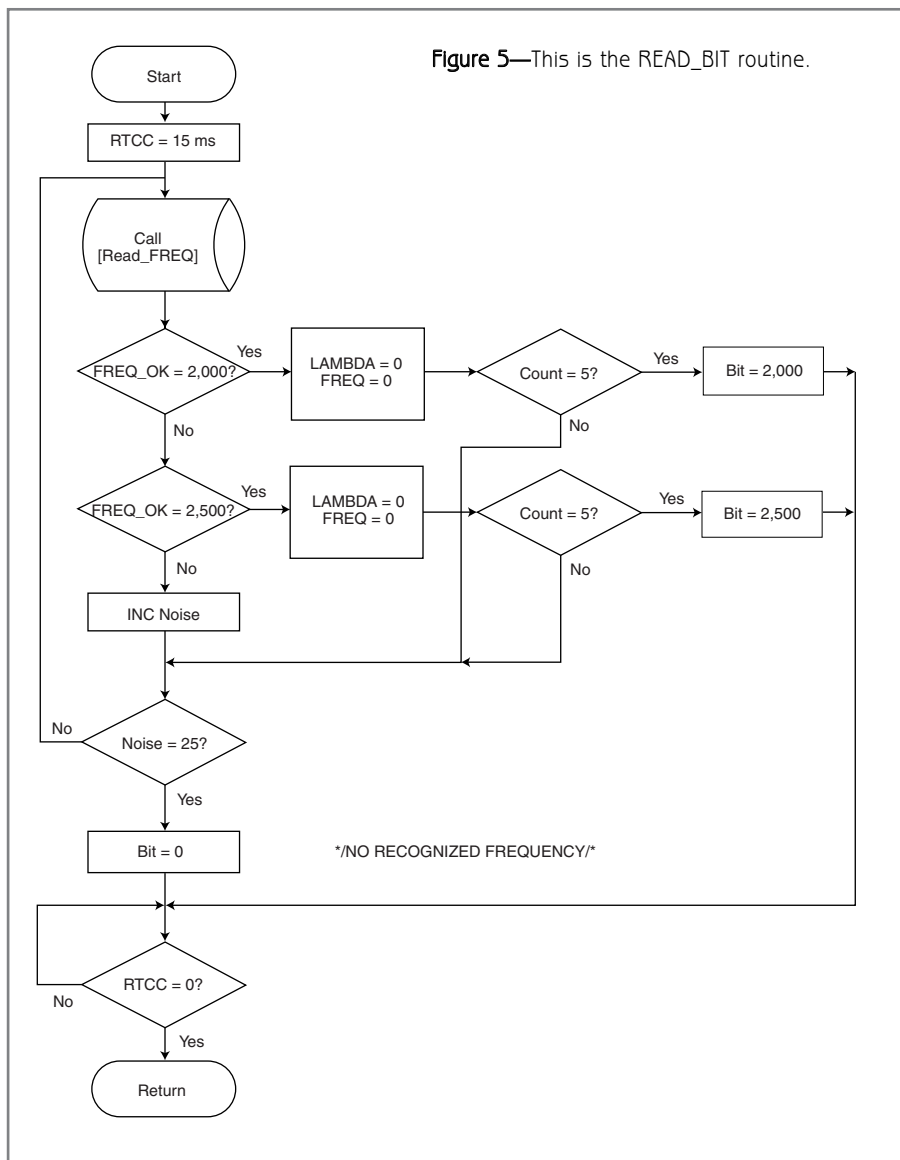 Figure 5—This is the READ_BIT routine.
Start
RTCC = 15 ms
Call
[Read_FREQ]
FREQ_OK = 2,000?
Yes
LAMBDA = 0
FREQ = 0
Count = 5?
Yes
Bit = 2,000
No
No
FREQ_OK = 2,500?
Yes
LAMBDA = 0
FREQ = 0
Count = 5?
Yes
Bit = 2,500
No
No
INC Noise
Noise = 25?
No
Yes
Bit = 0
*/NO RECOGNIZED FREQUENCY/*
RTCC = 0?
No
Yes
Return